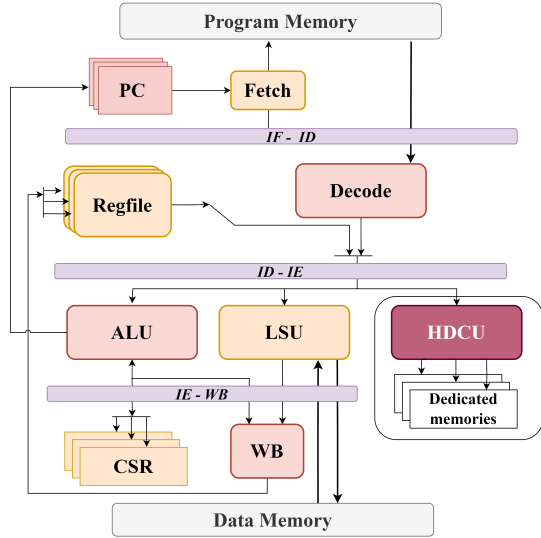 Program Memory
PC
Fetch
IF - ID
Decode
Regfile
ID - IE
ALU
LSU
HDCU
IE - WB
Dedicated
memories
CSR
WB
Data Memory